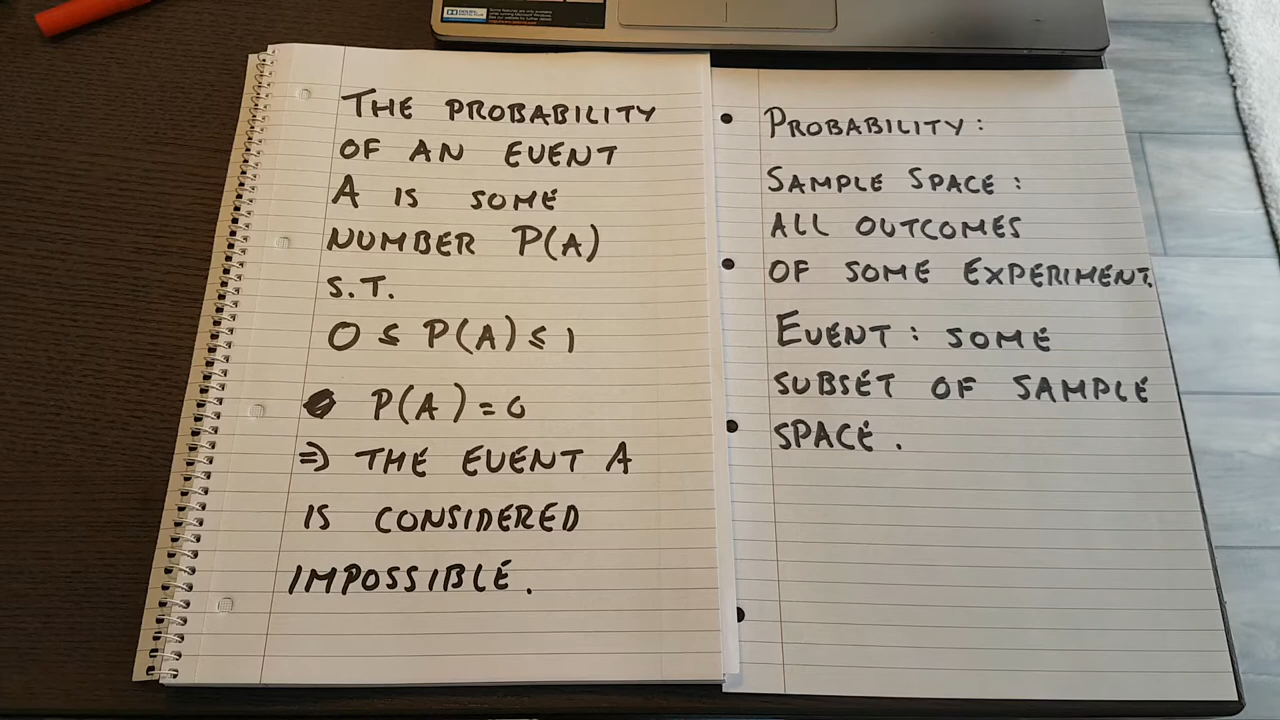 THE PROBABILITY
OF AN EVENT
A IS SOME
NUMBER P(A)
S.T.
0 ≤ P(A) ≤ 1
P(A) = 0
⇒ THE EVENT A
IS CONSIDERED
IMPOSSIBLE.
PROBABILITY:
SAMPLE SPACE:
ALL OUTCOMES
OF SOME EXPERIMENT.
EVENT: SOME
SUBSET OF SAMPLE
SPACE.